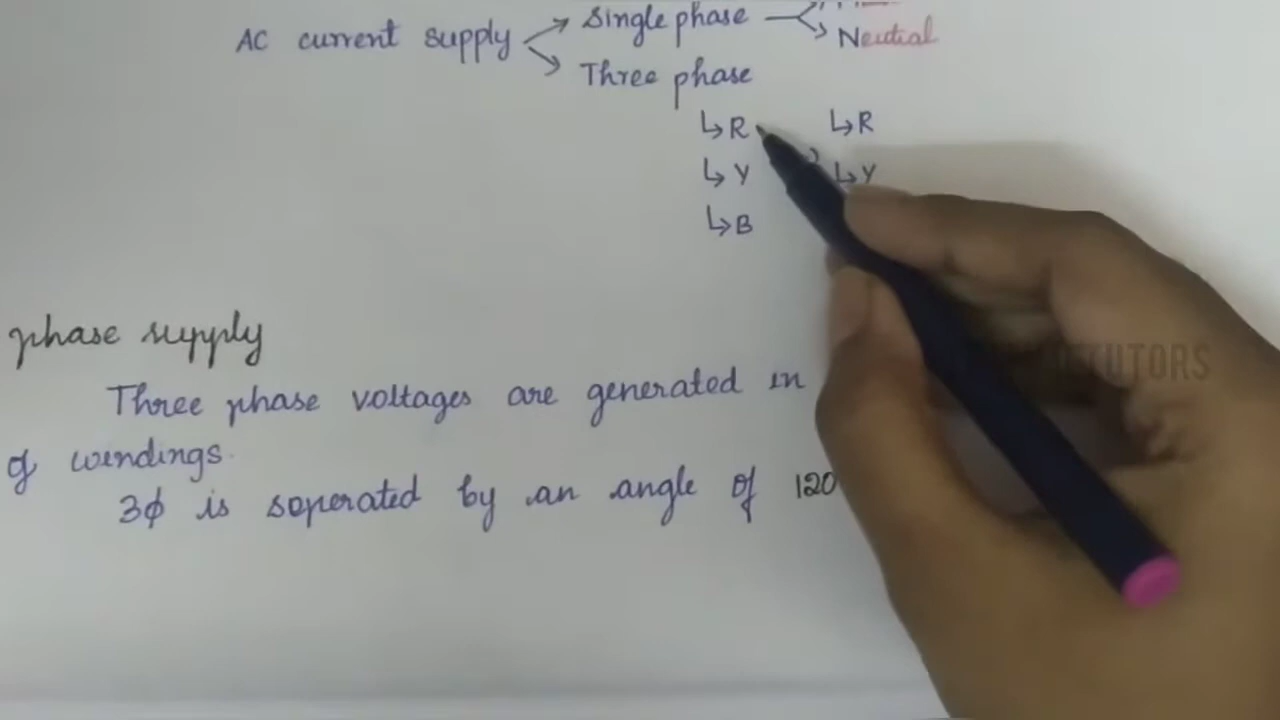 AC current supply Single phase
Neutral
Three phase
R R
Y Y
B
phase supply
Three phase voltages are generated in
of windings.
3φ is seperated by an angle of 120
TUTORS